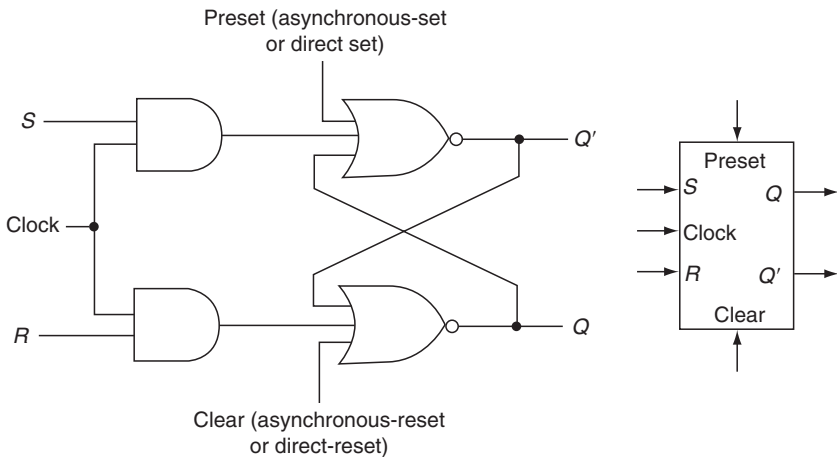 Preset (asynchronous-set
or direct set)
S
Q′
Clock
R
Q
Clear (asynchronous-reset
or direct-reset)
Preset
S
Q
Clock
R
Q′
Clear